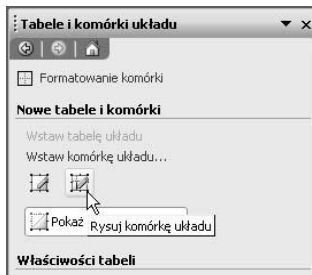 Tabele i komórki układu
Formatowanie komórki
Nowe tabele i komórki
Wstaw tabelę układu
Wstaw komórkę układu...
Pokaż
Rysuj komórkę układu
Właściwości tabeli